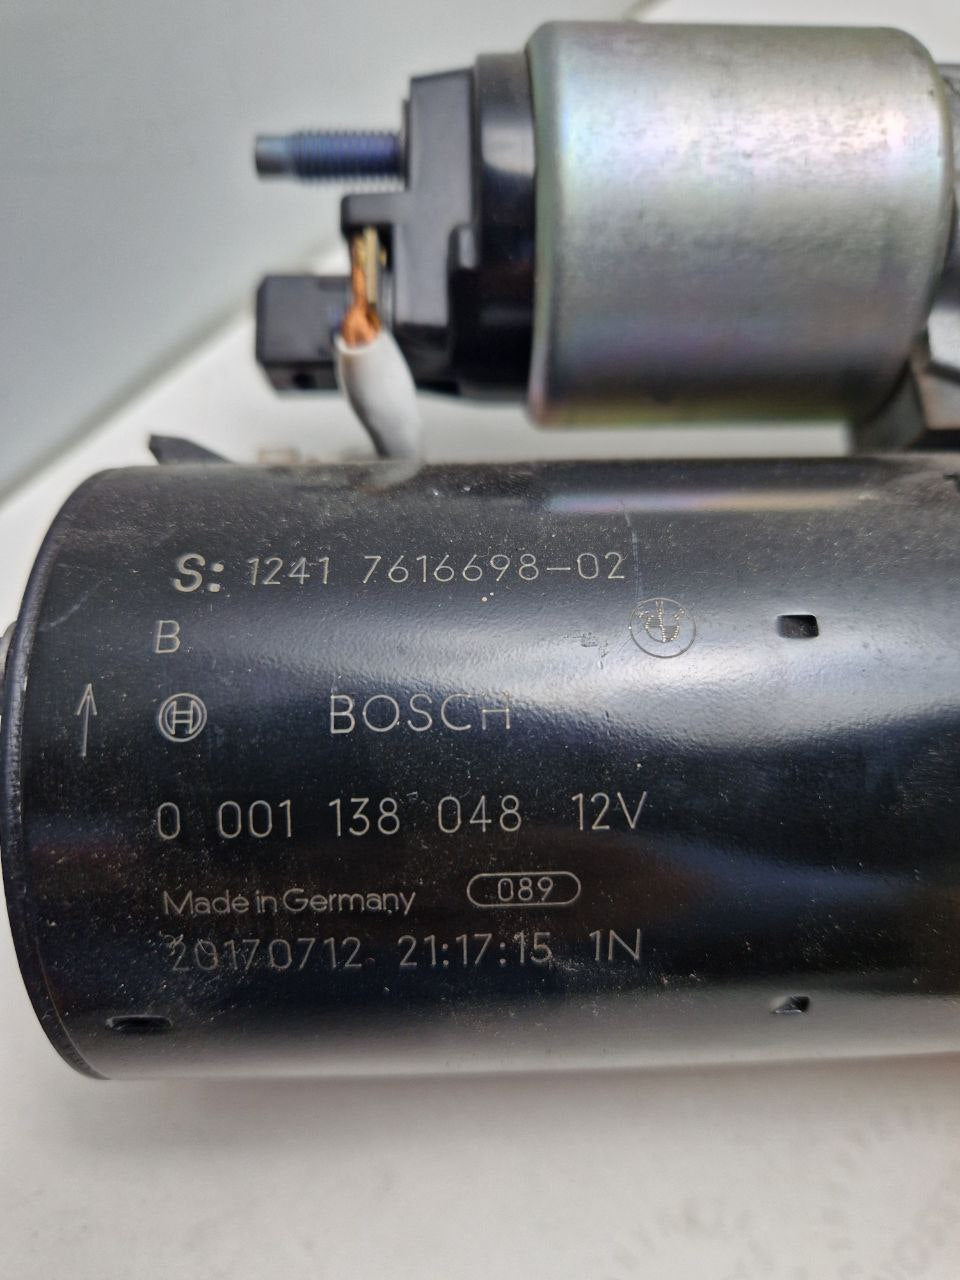 S: 1241 7616698-02
B
BOSCH
0 001 138 048 12V
Made in Germany 089
20170712 21:17:15 1N